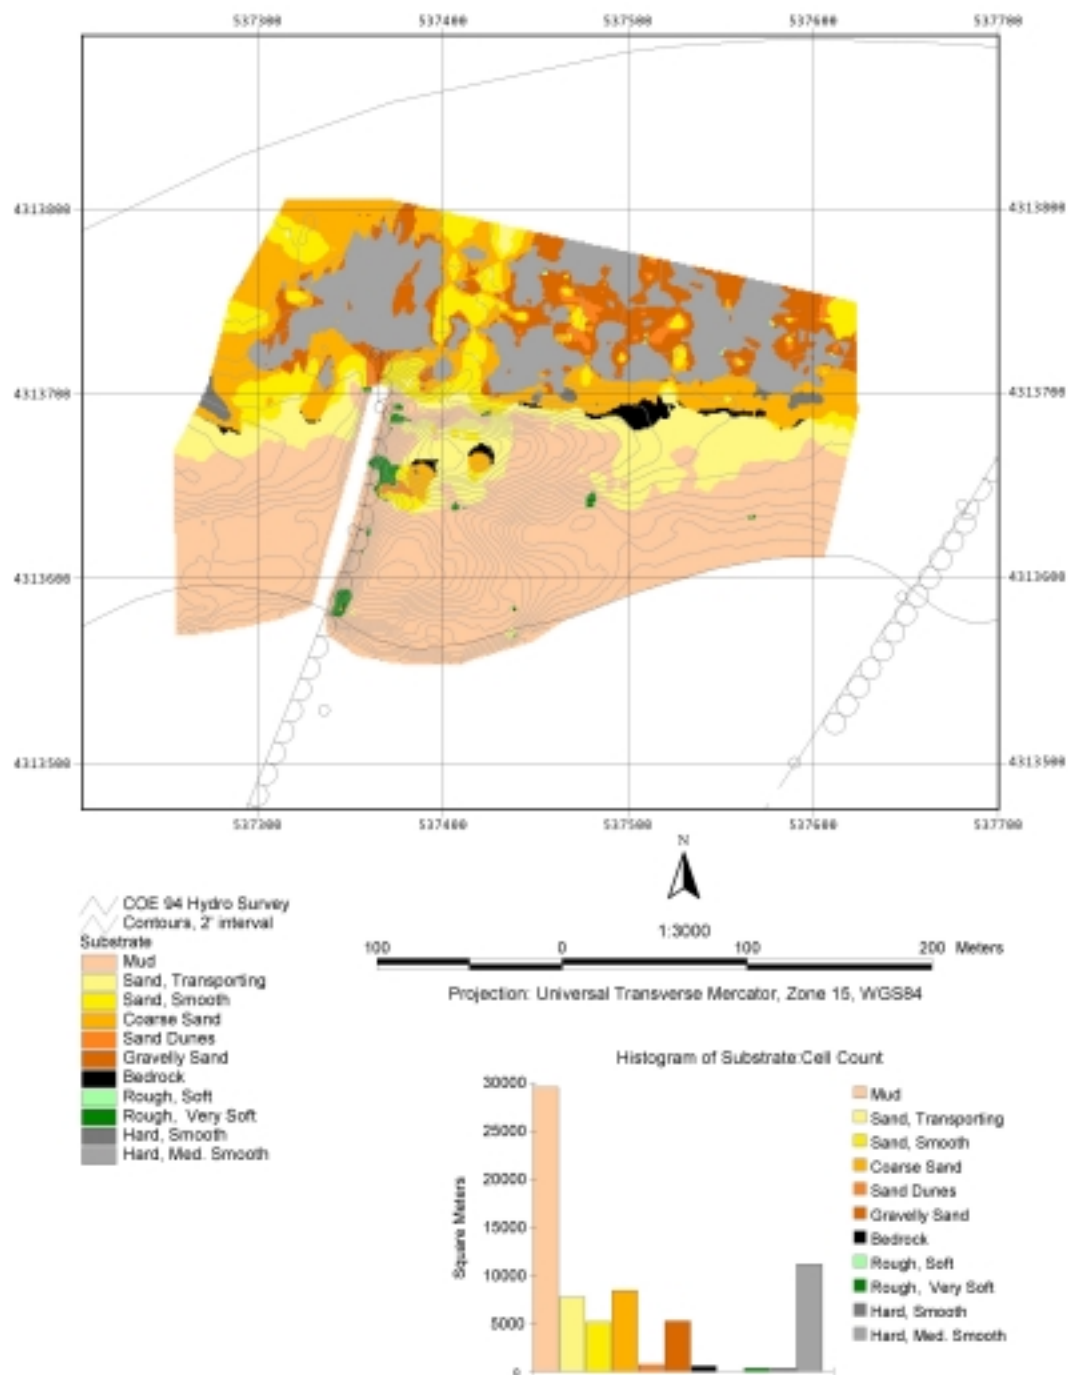 537300 537400 537500 537600 537700
4313800 4313800
4313700 4313700
4313600 4313600
4313500 4313500
537300 537400 537500 537600 537700
N
COE 94 Hydro Survey
Contours, 2' interval
Substrate
Mud
Sand, Transporting
Sand, Smooth
Coarse Sand
Sand Dunes
Gravelly Sand
Bedrock
Rough, Soft
Rough, Very Soft
Hard, Smooth
Hard, Med. Smooth
1:3000
100 0 100 200 Meters
Projection: Universal Transverse Mercator, Zone 15, WGS84
Histogram of Substrate:Cell Count
Square Meters
30000
25000
20000
15000
10000
5000
0
Mud
Sand, Transporting
Sand, Smooth
Coarse Sand
Sand Dunes
Gravelly Sand
Bedrock
Rough, Soft
Rough, Very Soft
Hard, Smooth
Hard, Med. Smooth